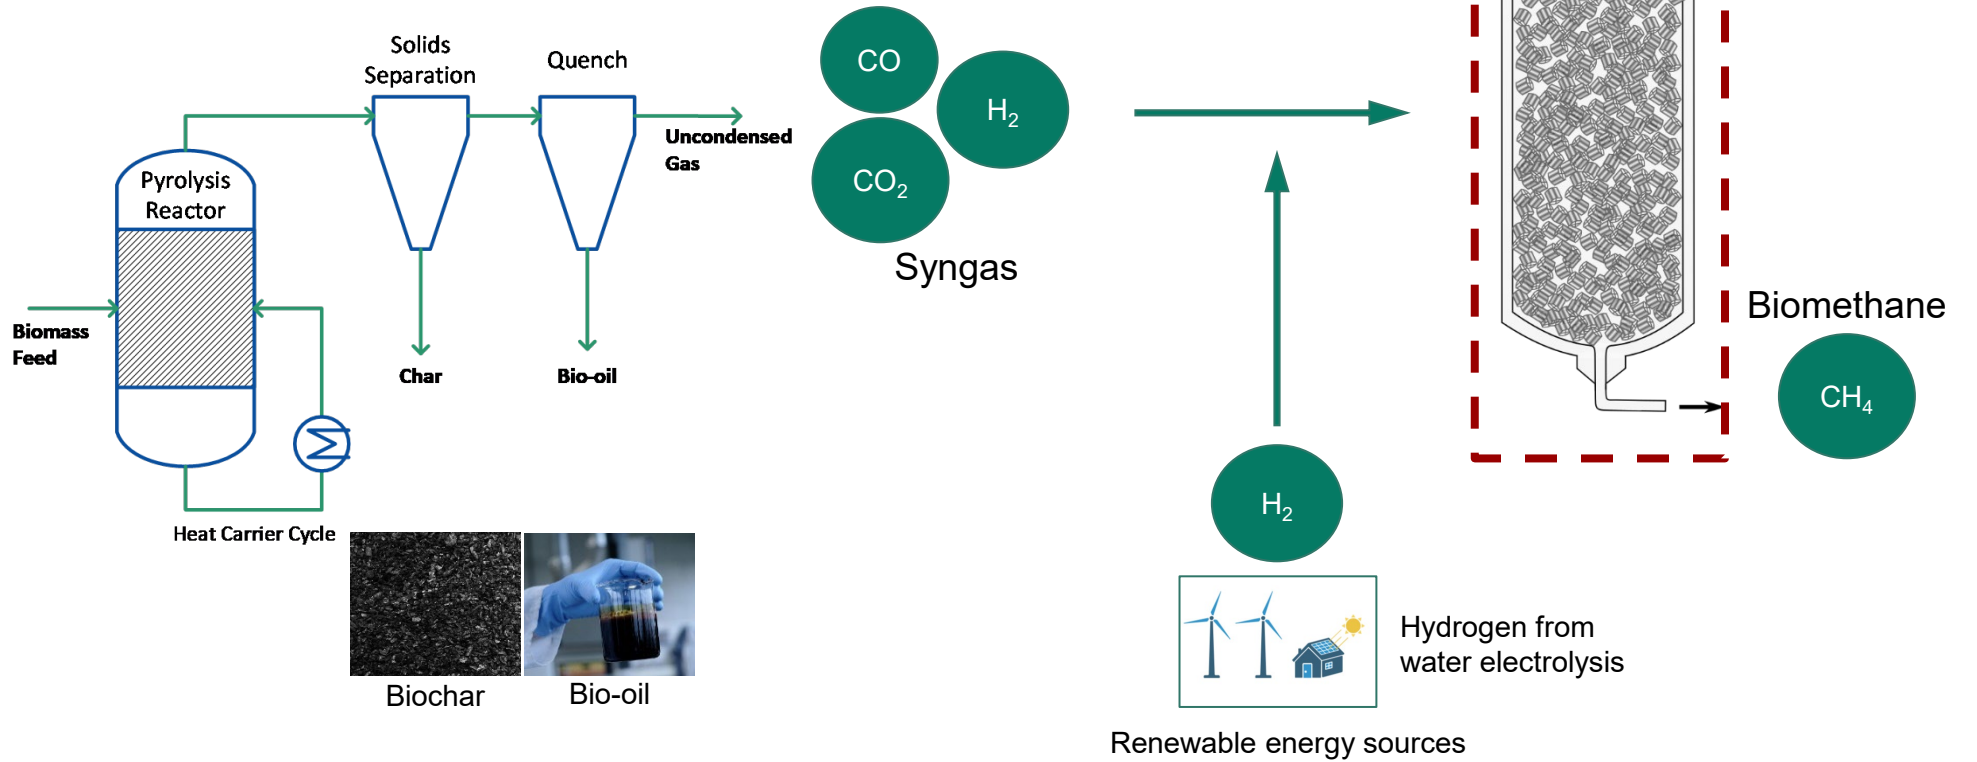 Solids
Separation
Quench
Pyrolysis
Reactor
Uncondensed
Gas
Biomass
Feed
Char
Bio-oil
Heat Carrier Cycle
Biochar
Bio-oil
CO
H₂
CO₂
Syngas
H₂
Hydrogen from
water electrolysis
Renewable energy sources
Biomethane
CH₄